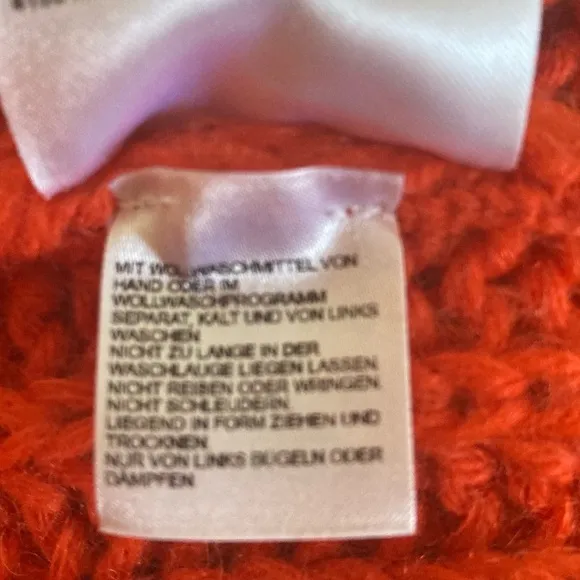 MIT WOLLWASCHMITTEL VON
HAND ODER IM
WOLLWASCHPROGRAMM
SEPARAT, KALT UND VON LINKS
WASCHEN
NICHT ZU LANGE IN DER
WASCHLAUGE LIEGEN LASSEN.
NICHT REIBEN ODER WRINGEN.
NICHT SCHLEUDERN.
LIEGEND IN FORM ZIEHEN UND
TROCKNEN.
NUR VON LINKS BÜGELN ODER
DÄMPFEN